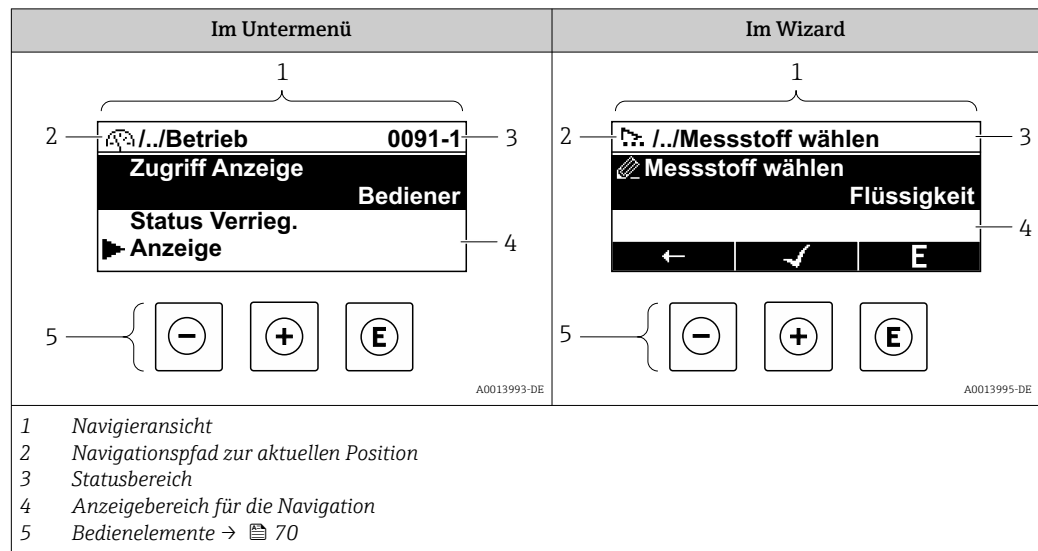 Im Untermenü
Im Wizard
1
2
/../Betrieb 0091-1
3
Zugriff Anzeige
Bediener
Status Verrieg.
Anzeige
4
5
- + E
A0013993-DE
1
2
/../Messstoff wählen
3
Messstoff wählen
Flüssigkeit
4
← ✓ E
5
- + E
A0013995-DE
1 Navigieransicht
2 Navigationspfad zur aktuellen Position
3 Statusbereich
4 Anzeigebereich für die Navigation
5 Bedienelemente → 70